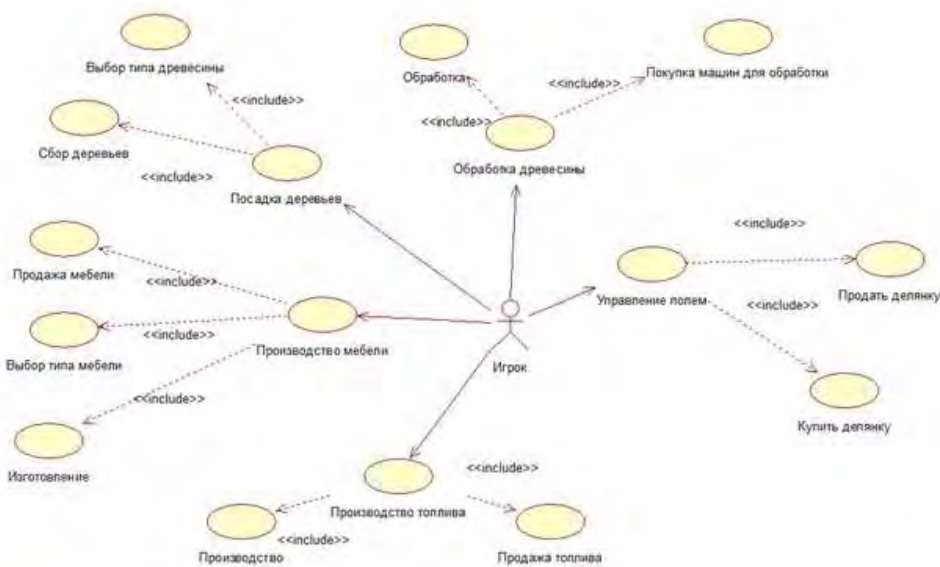 Выбор типа древесины
Обработка
Покупка машин для обработки
<<include>>
<<include>>
<<include>>
<<include>>
Сбор деревьев
<<include>>
Посадка деревьев
Обработка древесины
<<include>>
Продажа мебели
<<include>>
Управление полем
Продать делянку
<<include>>
<<include>>
Выбор типа мебели
Производство мебели
Игрок
<<include>>
Купить делянку
Изготовление
<<include>>
Производство топлива
<<include>>
Производство
Продажа топлива